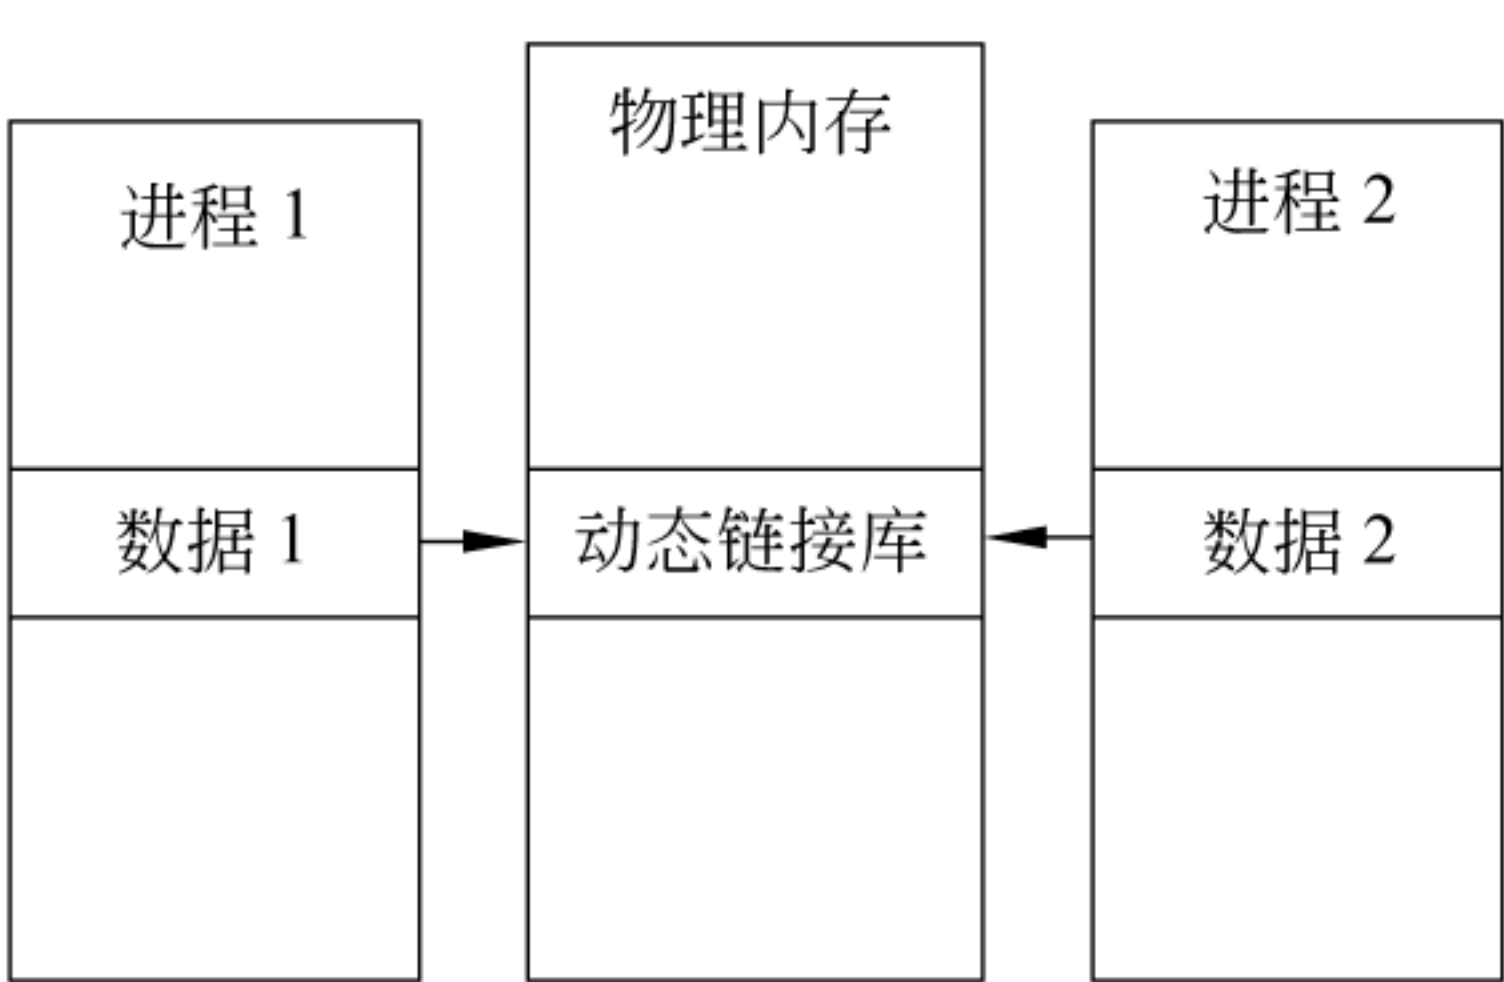 物理内存
进程 1
进程 2
数据 1
动态链接库
数据 2